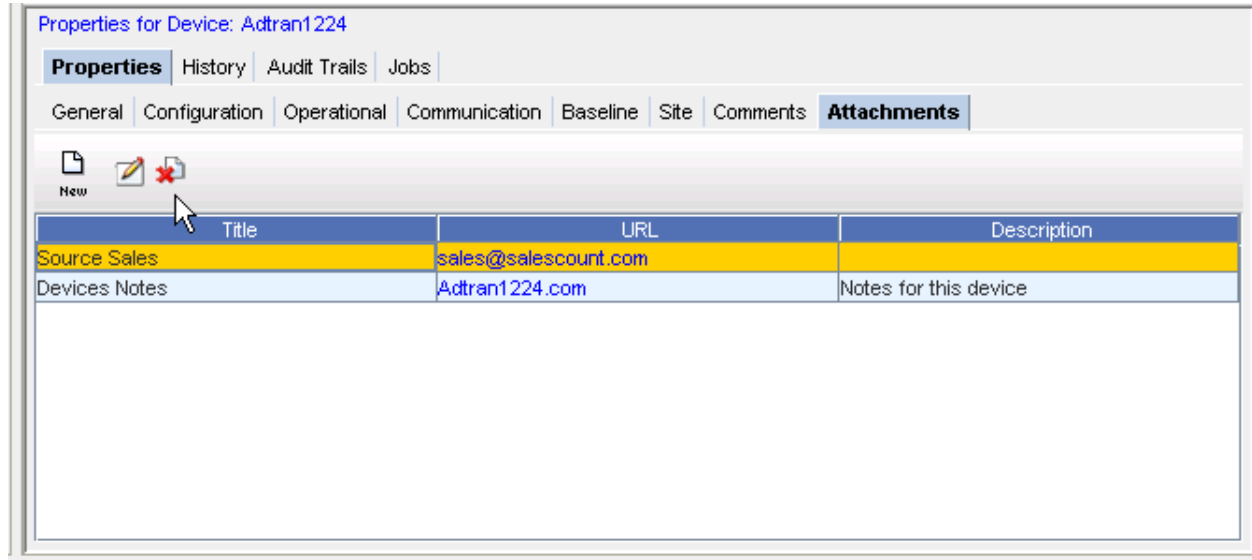 Properties for Device: Adtran1224
Properties History Audit Trails Jobs
General Configuration Operational Communication Baseline Site Comments Attachments
New
Title URL Description
Source Sales sales@salescount.com
Devices Notes Adtran1224.com Notes for this device